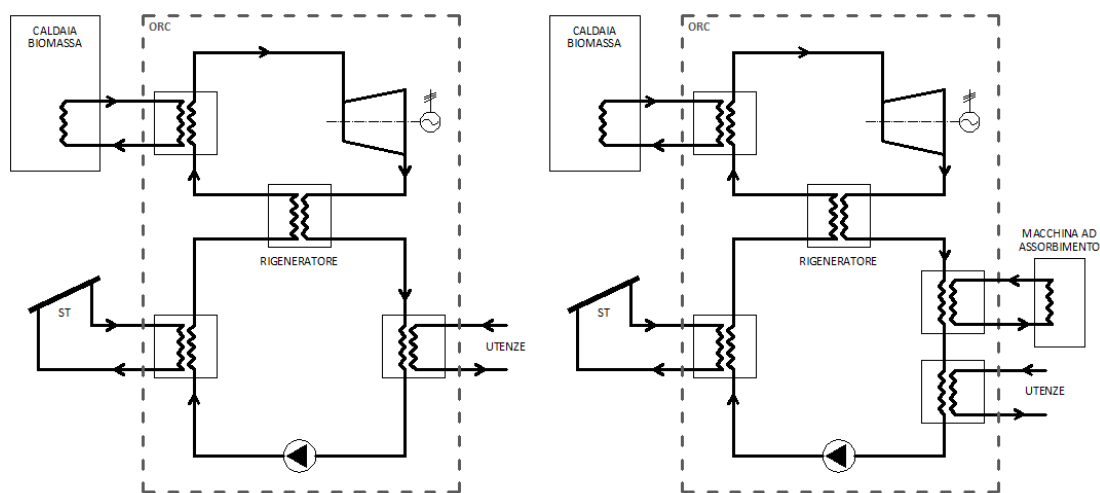 CALDAIA
BIOMASSA
ORC
RIGENERATORE
ST
UTENZE
CALDAIA
BIOMASSA
ORC
RIGENERATORE
MACCHINA AD
ASSORBIMENTO
ST
UTENZE